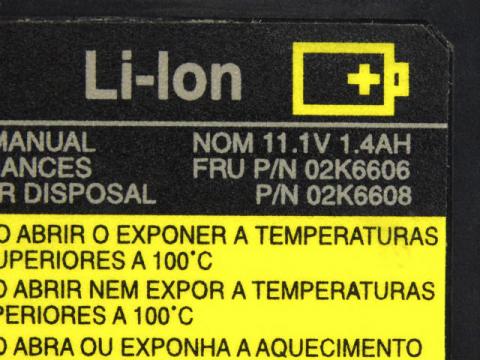 Li-Ion
MANUAL NOM 11.1V 1.4AH
ANCES FRU P/N 02K6606
R DISPOSAL P/N 02K6608
O ABRIR O EXPONER A TEMPERATURAS
UPERIORES A 100°C
O ABRIR NEM EXPOR A TEMPERATURAS
PERIORES A 100°C
O ABRA OU EXPONHA A AQUECIMENTO